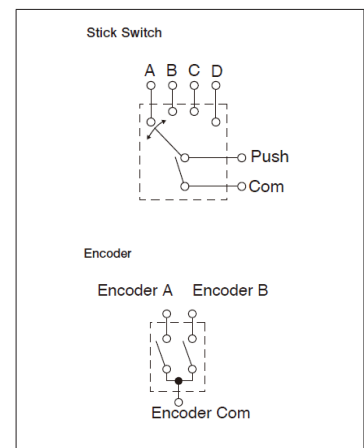 Stick Switch
A B C D
Push
Com
Encoder
Encoder A Encoder B
Encoder Com